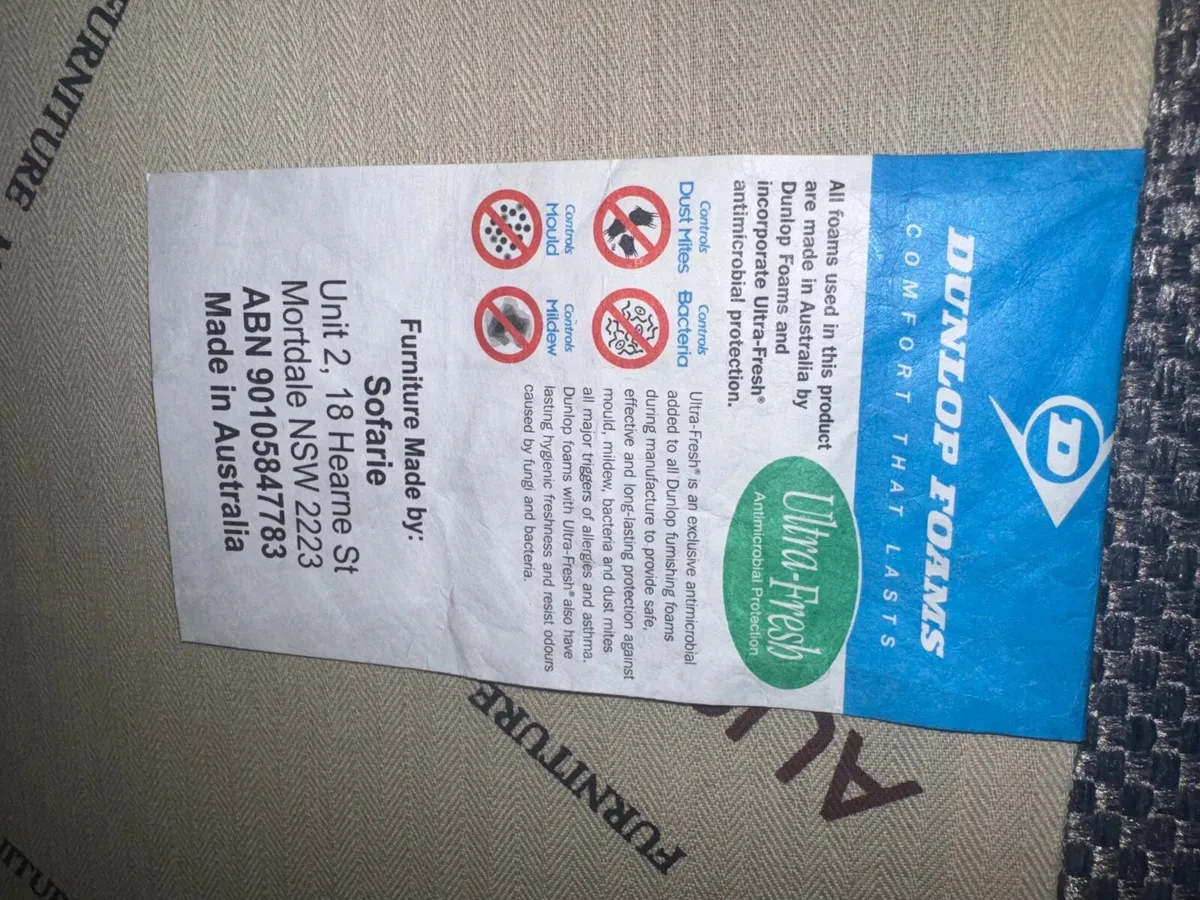 DUNLOP FOAMS
COMFORT THAT LASTS
All foams used in this product
are made in Australia by
Dunlop Foams and
incorporate Ultra-Fresh®
antimicrobial protection.
Ultra-Fresh
Antimicrobial Protection
Controls
Dust Mites
Controls
Bacteria
Controls
Mould
Controls
Mildew
Ultra-Fresh® is an exclusive antimicrobial
added to all Dunlop furnishing foams
during manufacture to provide safe,
effective and long-lasting protection against
mould, mildew, bacteria and dust mites
all major triggers of allergies and asthma.
Dunlop foams with Ultra-Fresh® also have
lasting hygienic freshness and resist odours
caused by fungi and bacteria.
Furniture Made by:
Sofarie
Unit 2, 18 Hearne St
Mortdale NSW 2223
ABN 90105847783
Made in Australia
FURNITURE
FURNITURE